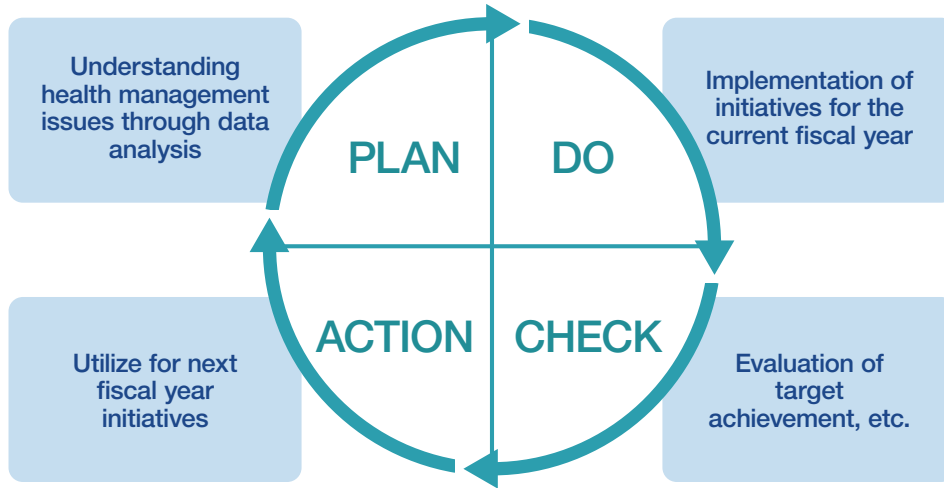 Understanding
health management
issues through data
analysis
PLAN
DO
Implementation of
initiatives for the
current fiscal year
Utilize for next
fiscal year
initiatives
ACTION
CHECK
Evaluation of
target
achievement, etc.